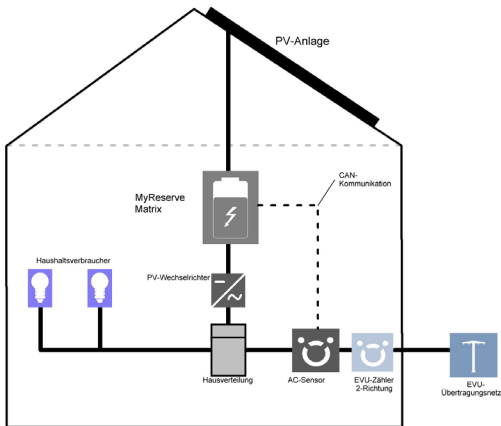 PV-Anlage
CAN-
Kommunikation
MyReserve
Matrix
Haushaltsverbraucher
PV-Wechselrichter
Hausverteilung
AC-Sensor
EVU-Zähler
2-Richtung
EVU-
Übertragungsnetz